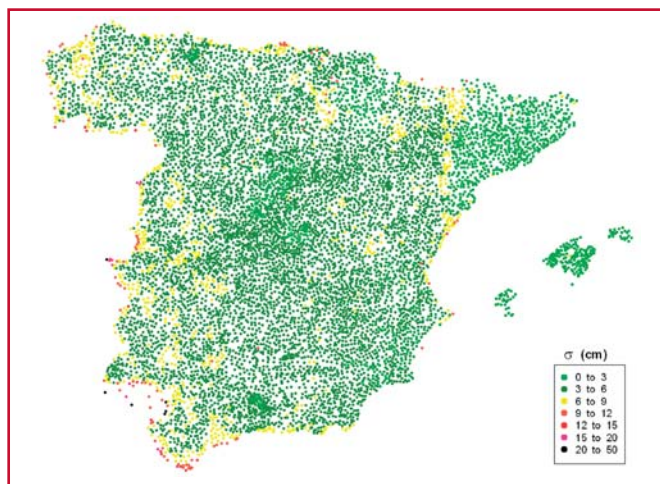 σ (cm)
0 to 3
3 to 6
6 to 9
9 to 12
12 to 15
15 to 20
20 to 50